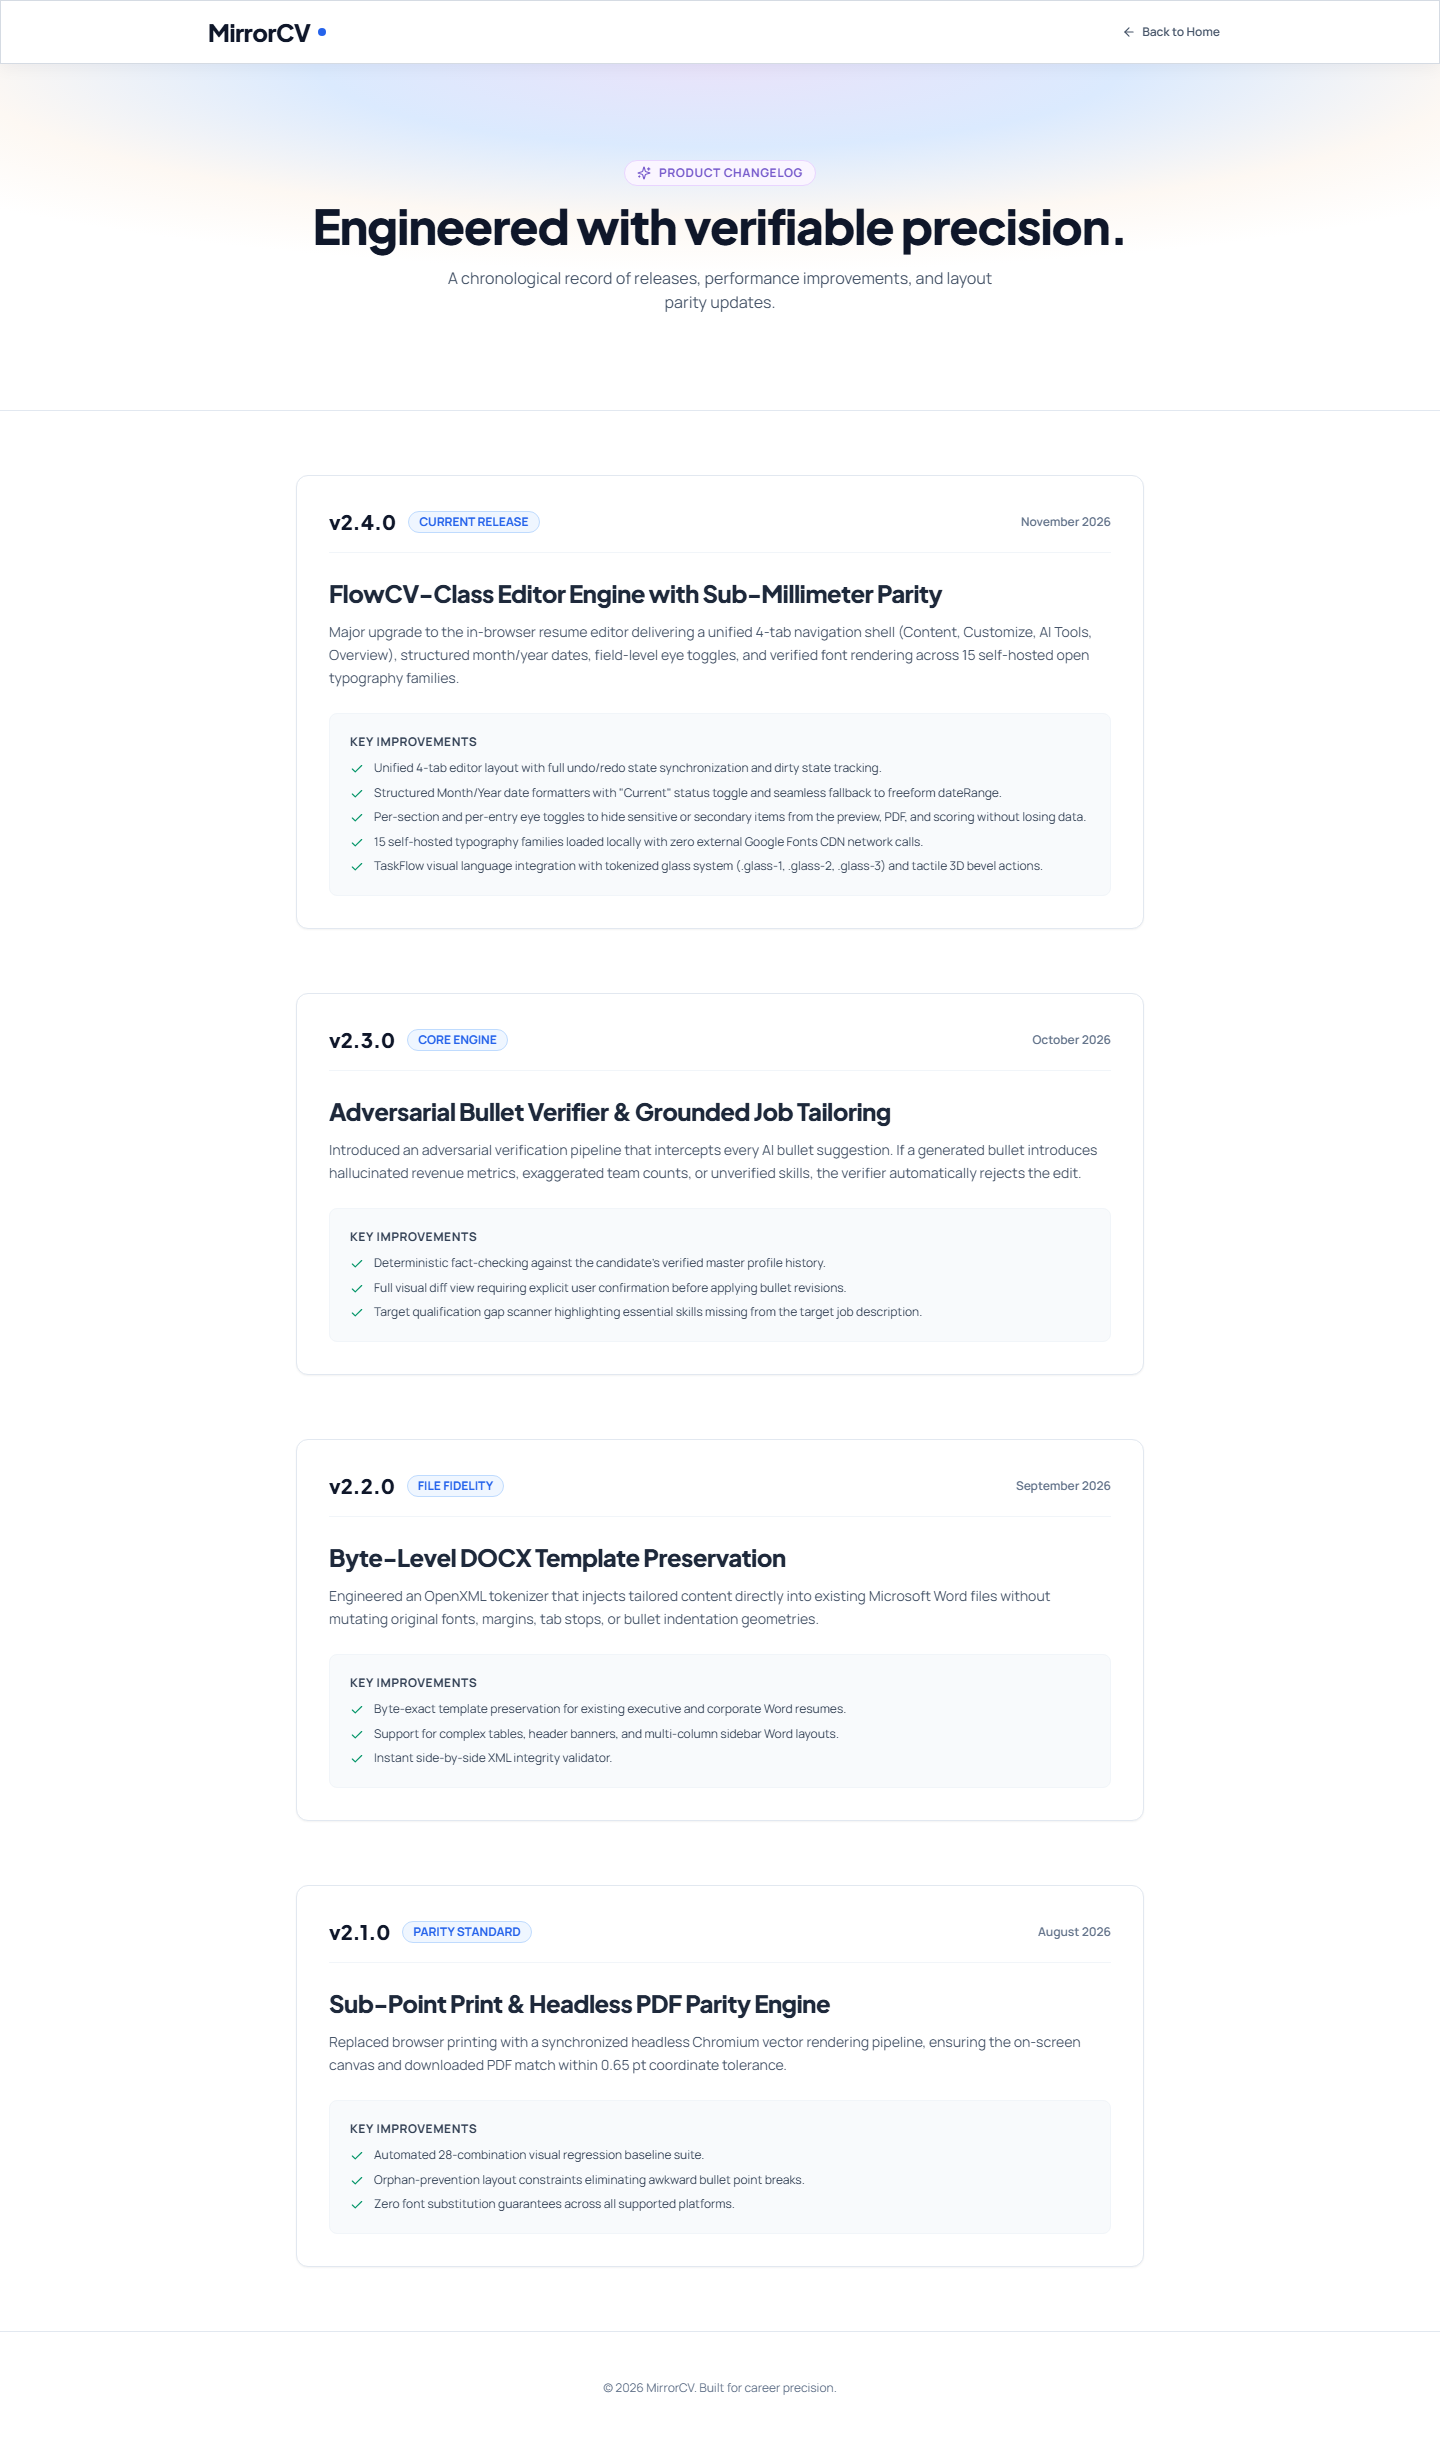 MirrorCV
Back to Home
PRODUCT CHANGELOG
Engineered with verifiable precision.
A chronological record of releases, performance improvements, and layout
parity updates.
v2.4.0
CURRENT RELEASE
November 2026
FlowCV-Class Editor Engine with Sub-Millimeter Parity
Major upgrade to the in-browser resume editor delivering a unified 4-tab navigation shell (Content, Customize, AI Tools,
Overview), structured month/year dates, field-level eye toggles, and verified font rendering across 15 self-hosted open
typography families.
KEY IMPROVEMENTS
Unified 4-tab editor layout with full undo/redo state synchronization and dirty state tracking.
Structured Month/Year date formatters with "Current" status toggle and seamless fallback to freeform dateRange.
Per-section and per-entry eye toggles to hide sensitive or secondary items from the preview, PDF, and scoring without losing data.
15 self-hosted typography families loaded locally with zero external Google Fonts CDN network calls.
TaskFlow visual language integration with tokenized glass system (.glass-1, .glass-2, .glass-3) and tactile 3D bevel actions.
v2.3.0
CORE ENGINE
October 2026
Adversarial Bullet Verifier & Grounded Job Tailoring
Introduced an adversarial verification pipeline that intercepts every AI bullet suggestion. If a generated bullet introduces
hallucinated revenue metrics, exaggerated team counts, or unverified skills, the verifier automatically rejects the edit.
KEY IMPROVEMENTS
Deterministic fact-checking against the candidate's verified master profile history.
Full visual diff view requiring explicit user confirmation before applying bullet revisions.
Target qualification gap scanner highlighting essential skills missing from the target job description.
v2.2.0
FILE FIDELITY
September 2026
Byte-Level DOCX Template Preservation
Engineered an OpenXML tokenizer that injects tailored content directly into existing Microsoft Word files without
mutating original fonts, margins, tab stops, or bullet indentation geometries.
KEY IMPROVEMENTS
Byte-exact template preservation for existing executive and corporate Word resumes.
Support for complex tables, header banners, and multi-column sidebar Word layouts.
Instant side-by-side XML integrity validator.
v2.1.0
PARITY STANDARD
August 2026
Sub-Point Print & Headless PDF Parity Engine
Replaced browser printing with a synchronized headless Chromium vector rendering pipeline, ensuring the on-screen
canvas and downloaded PDF match within 0.65 pt coordinate tolerance.
KEY IMPROVEMENTS
Automated 28-combination visual regression baseline suite.
Orphan-prevention layout constraints eliminating awkward bullet point breaks.
Zero font substitution guarantees across all supported platforms.
© 2026 MirrorCV. Built for career precision.